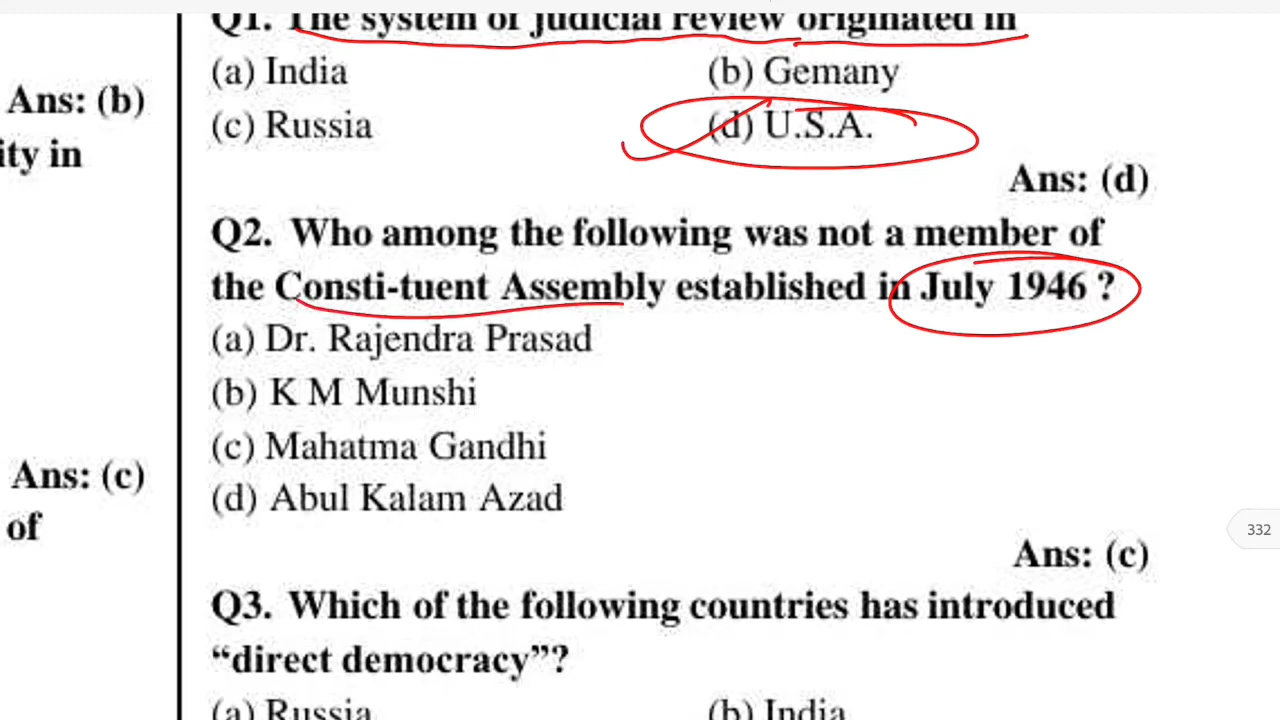 Ans: (b)
ity in
Ans: (c)
of
Q1. The system of judicial review originated in
(a) India (b) Gemany
(c) Russia (d) U.S.A.
Ans: (d)
Q2. Who among the following was not a member of
the Consti-tuent Assembly established in July 1946 ?
(a) Dr. Rajendra Prasad
(b) K M Munshi
(c) Mahatma Gandhi
(d) Abul Kalam Azad
Ans: (c)
Q3. Which of the following countries has introduced
“direct democracy”?
(a) Russia (b) India
332